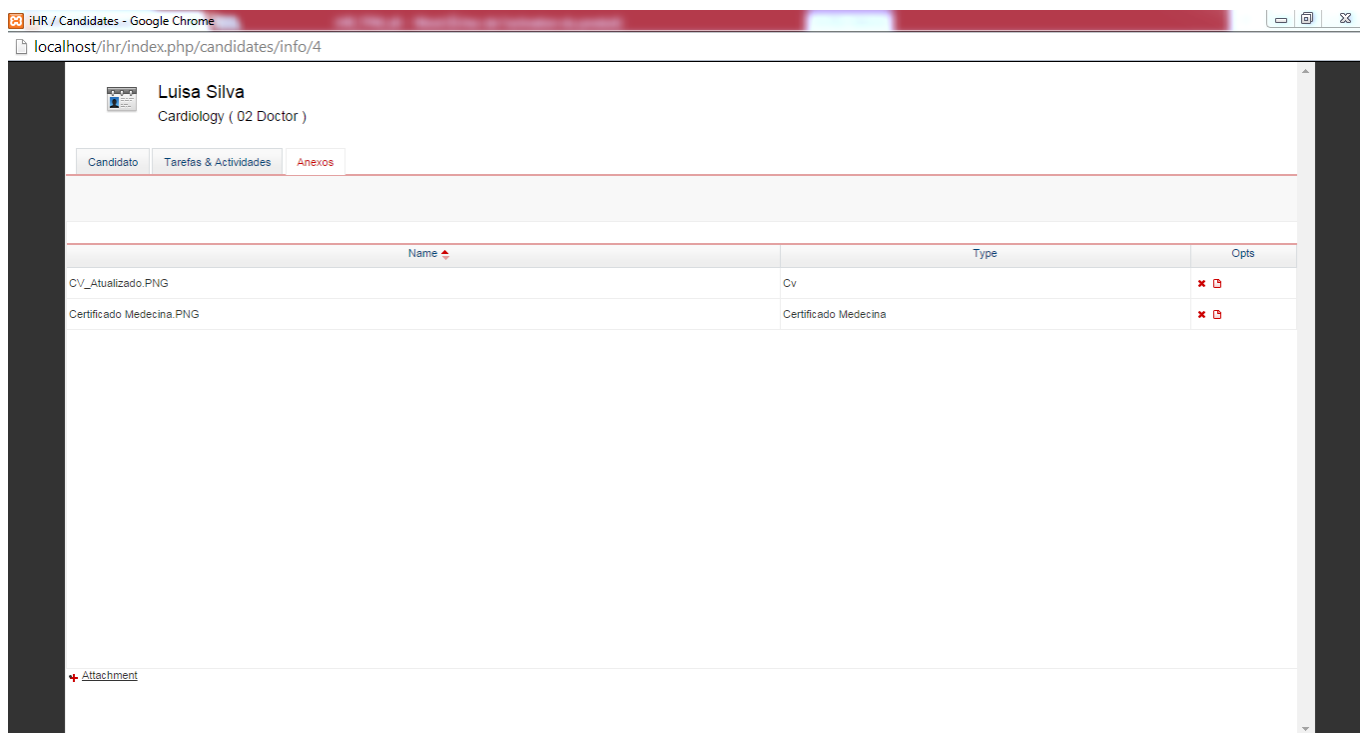 iHR / Candidates - Google Chrome
localhost/ihr/index.php/candidates/info/4
Luisa Silva
Cardiology ( 02 Doctor )
Candidato Tarefas & Actividades Anexos
Name Type Opts
CV_Atualizado.PNG Cv
Certificado Medecina.PNG Certificado Medecina
Attachment